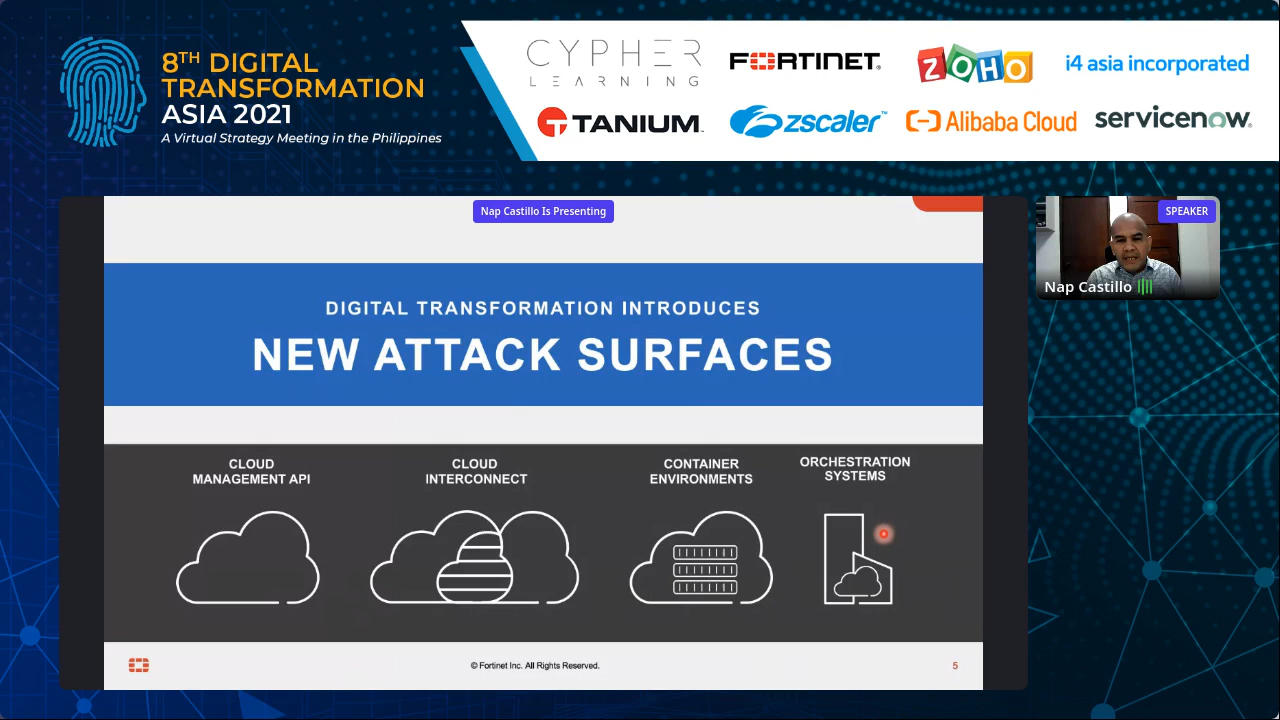 8TH DIGITAL
TRANSFORMATION
ASIA 2021
A Virtual Strategy Meeting in the Philippines
CYPHER
LEARNING
FORTINET®
ZOHO
i4 asia incorporated
TANIUM™
zscaler™
Alibaba Cloud
servicenow®
Nap Castillo Is Presenting
SPEAKER
Nap Castillo
DIGITAL TRANSFORMATION INTRODUCES
NEW ATTACK SURFACES
CLOUD
MANAGEMENT API
CLOUD
INTERCONNECT
CONTAINER
ENVIRONMENTS
ORCHESTRATION
SYSTEMS
© Fortinet Inc. All Rights Reserved.
5